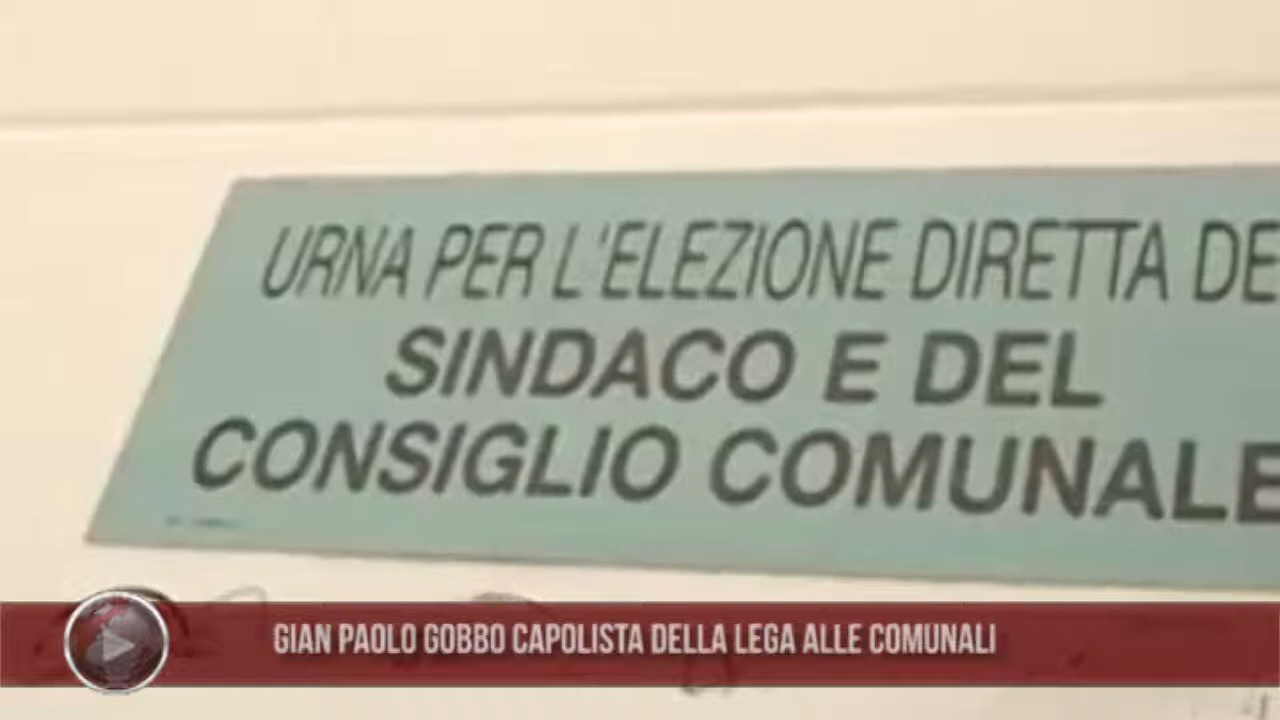 URNA PER L'ELEZIONE DIRETTA DE
SINDACO E DEL
CONSIGLIO COMUNALE
GIAN PAOLO GOBBO CAPOLISTA DELLA LEGA ALLE COMUNALI